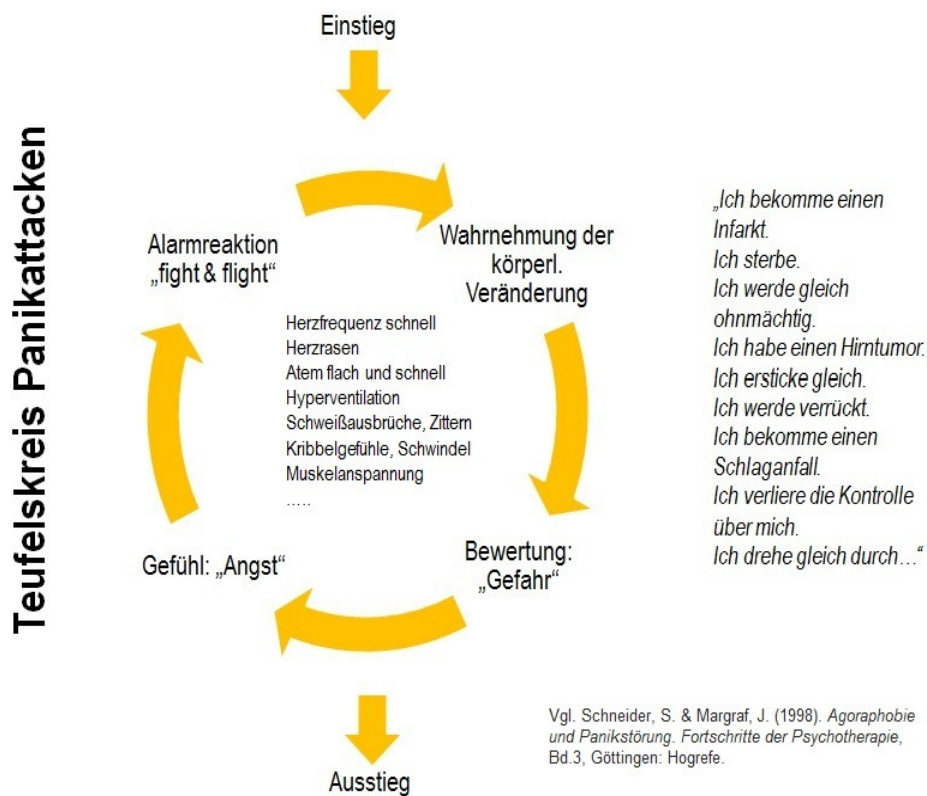 Teufelskreis Panikattacken
Einstieg
Alarmreaktion
„fight & flight“
Wahrnehmung der
körperl.
Veränderung
Herzfrequenz schnell
Herzrasen
Atem flach und schnell
Hyperventilation
Schweißausbrüche, Zittern
Kribbelgefühle, Schwindel
Muskelanspannung
…..
Bewertung:
„Gefahr“
Gefühl: „Angst“
Ausstieg
„Ich bekomme einen
Infarkt.
Ich sterbe.
Ich werde gleich
ohnmächtig.
Ich habe einen Hirntumor.
Ich ersticke gleich.
Ich werde verrückt.
Ich bekomme einen
Schlaganfall.
Ich verliere die Kontrolle
über mich.
Ich drehe gleich durch…“
Vgl. Schneider, S. & Margraf, J. (1998). Agoraphobie
und Panikstörung. Fortschritte der Psychotherapie,
Bd.3, Göttingen: Hogrefe.